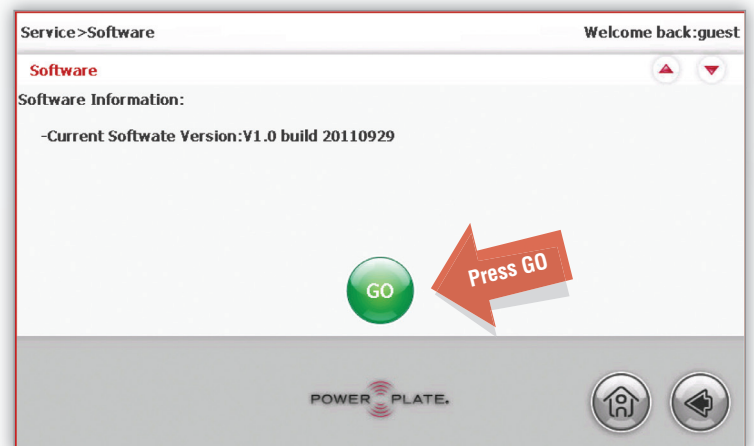 Service>Software
Welcome back:guest
Software
Software Information:
-Current Softwate Version:V1.0 build 20110929
GO
Press GO
POWER PLATE.